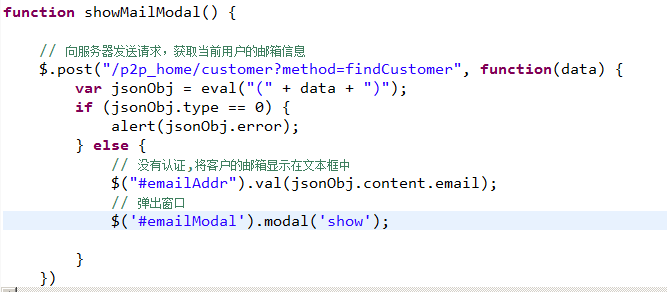 function showMailModal() {
// 向服务器发送请求，获取当前用户的邮箱信息
$.post("/p2p_home/customer?method=findCustomer", function(data) {
var jsonObj = eval("(" + data + ")");
if (jsonObj.type == 0) {
alert(jsonObj.error);
} else {
// 没有认证,将客户的邮箱显示在文本框中
$("#emailAddr").val(jsonObj.content.email);
// 弹出窗口
$('#emailModal').modal('show');
}
})